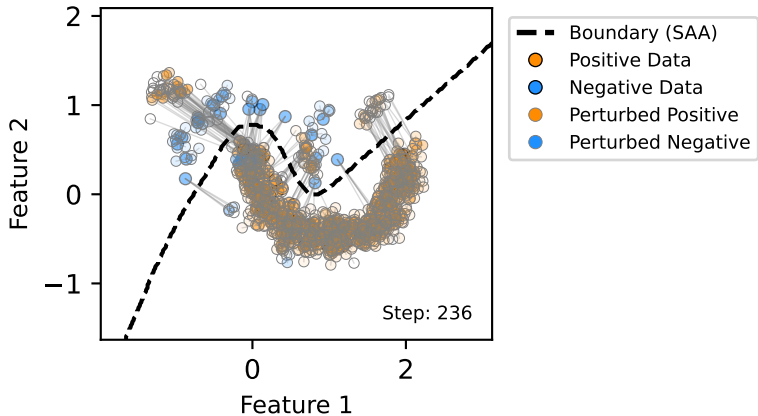 2
1
0
−1
Feature 2
0
2
Feature 1
Step: 236
Boundary (SAA)
Positive Data
Negative Data
Perturbed Positive
Perturbed Negative